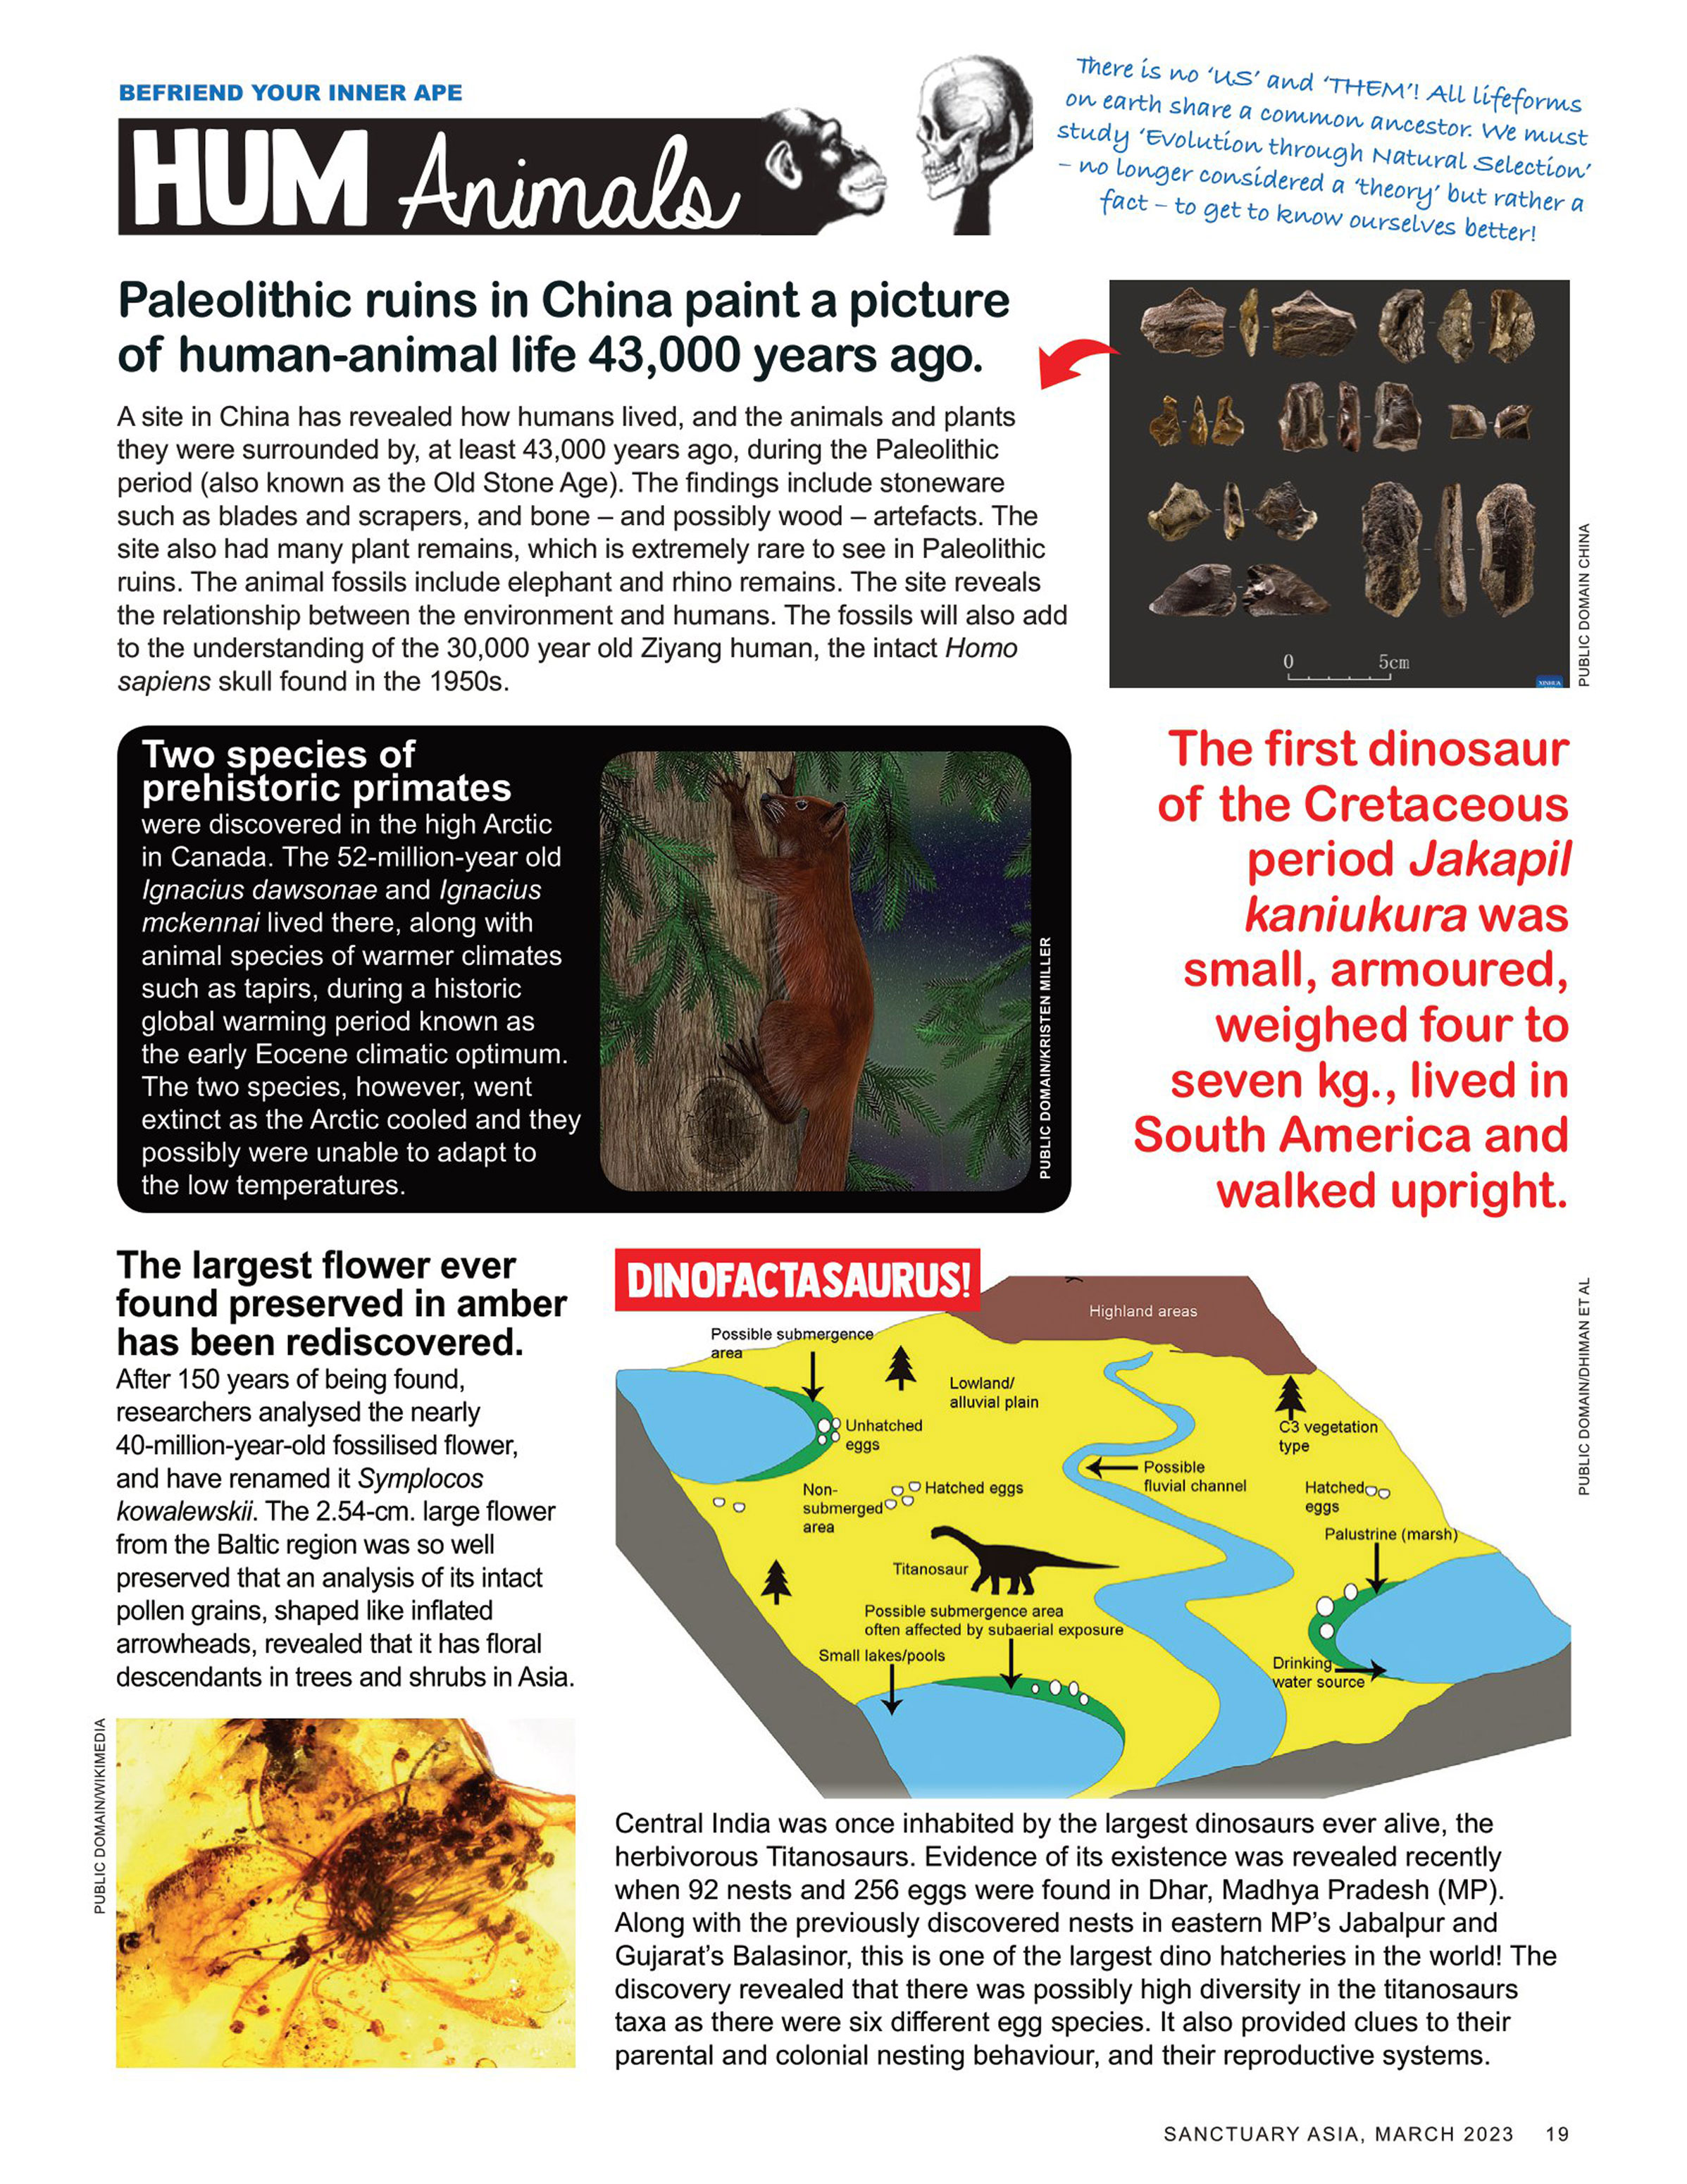 BEFRIEND YOUR INNER APE
HUM Animals
There is no ‘US’ and ‘THEM’! All lifeforms
on earth share a common ancestor. We must
study ‘Evolution through Natural Selection’
– no longer considered a ‘theory’ but rather a
fact – to get to know ourselves better!
Paleolithic ruins in China paint a picture
of human-animal life 43,000 years ago.
A site in China has revealed how humans lived, and the animals and plants
they were surrounded by, at least 43,000 years ago, during the Paleolithic
period (also known as the Old Stone Age). The findings include stoneware
such as blades and scrapers, and bone – and possibly wood – artefacts. The
site also had many plant remains, which is extremely rare to see in Paleolithic
ruins. The animal fossils include elephant and rhino remains. The site reveals
the relationship between the environment and humans. The fossils will also add
to the understanding of the 30,000 year old Ziyang human, the intact Homo
sapiens skull found in the 1950s.
0 5cm
XINHUA
PUBLIC DOMAIN CHINA
Two species of
prehistoric primates
were discovered in the high Arctic
in Canada. The 52-million-year old
Ignacius dawsonae and Ignacius
mckennai lived there, along with
animal species of warmer climates
such as tapirs, during a historic
global warming period known as
the early Eocene climatic optimum.
The two species, however, went
extinct as the Arctic cooled and they
possibly were unable to adapt to
the low temperatures.
PUBLIC DOMAIN/KRISTEN MILLER
The first dinosaur
of the Cretaceous
period Jakapil
kaniukura was
small, armoured,
weighed four to
seven kg., lived in
South America and
walked upright.
The largest flower ever
found preserved in amber
has been rediscovered.
After 150 years of being found,
researchers analysed the nearly
40-million-year-old fossilised flower,
and have renamed it Symplocos
kowalewskii. The 2.54-cm. large flower
from the Baltic region was so well
preserved that an analysis of its intact
pollen grains, shaped like inflated
arrowheads, revealed that it has floral
descendants in trees and shrubs in Asia.
PUBLIC DOMAIN/WIKIMEDIA
DINOFACTASAURUS!
Highland areas
Possible submergence
area
Lowland/
alluvial plain
Unhatched
eggs
C3 vegetation
type
Possible
fluvial channel
Non-
submerged
area
Hatched eggs
Hatched
eggs
Palustrine (marsh)
Titanosaur
Possible submergence area
often affected by subaerial exposure
Small lakes/pools
Drinking
water source
PUBLIC DOMAIN/DHIMAN ET AL
Central India was once inhabited by the largest dinosaurs ever alive, the
herbivorous Titanosaurs. Evidence of its existence was revealed recently
when 92 nests and 256 eggs were found in Dhar, Madhya Pradesh (MP).
Along with the previously discovered nests in eastern MP’s Jabalpur and
Gujarat’s Balasinor, this is one of the largest dino hatcheries in the world! The
discovery revealed that there was possibly high diversity in the titanosaurs
taxa as there were six different egg species. It also provided clues to their
parental and colonial nesting behaviour, and their reproductive systems.
SANCTUARY ASIA, MARCH 2023 19